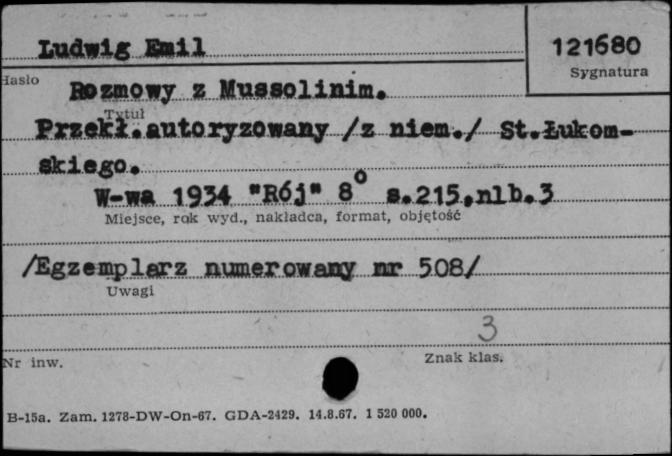 Ludwig Emil
121680
Hasło
Sygnatura
Rozmowy z Mussolinim.
Tytuł
Przekł.autoryzowany /z niem./ St.Łukom-
skiego.
W-wa 1934 "Rój" 8° s.215,nlb.3
Miejsce, rok wyd., nakładca, format, objętość
/Egzemplarz numerowany nr 508/
Uwagi
3
Nr inw.
Znak klas.
B-15a. Zam. 1278-DW-On-67. GDA-2429. 14.8.67. 1 520 000.